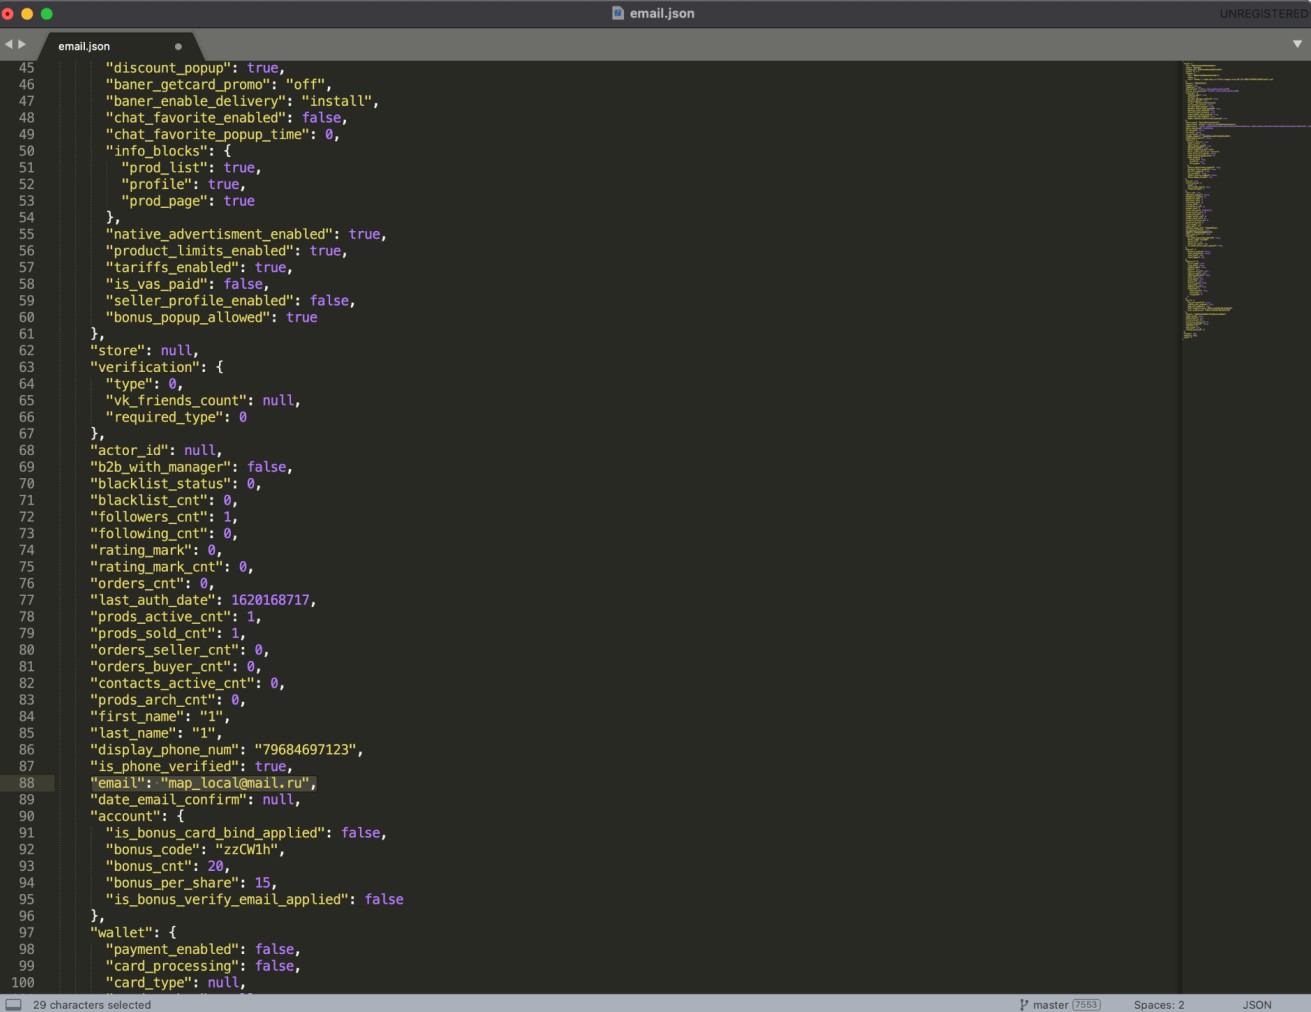 email.json
UNREGISTERED
email.json
45 "discount_popup": true,
46 "baner_getcard_promo": "off",
47 "baner_enable_delivery": "install",
48 "chat_favorite_enabled": false,
49 "chat_favorite_popup_time": 0,
50 "info_blocks": {
51 "prod_list": true,
52 "profile": true,
53 "prod_page": true
54 },
55 "native_advertisment_enabled": true,
56 "product_limits_enabled": true,
57 "tariffs_enabled": true,
58 "is_vas_paid": false,
59 "seller_profile_enabled": false,
60 "bonus_popup_allowed": true
61 },
62 "store": null,
63 "verification": {
64 "type": 0,
65 "vk_friends_count": null,
66 "required_type": 0
67 },
68 "actor_id": null,
69 "b2b_with_manager": false,
70 "blacklist_status": 0,
71 "blacklist_cnt": 0,
72 "followers_cnt": 1,
73 "following_cnt": 0,
74 "rating_mark": 0,
75 "rating_mark_cnt": 0,
76 "orders_cnt": 0,
77 "last_auth_date": 1620168717,
78 "prods_active_cnt": 1,
79 "prods_sold_cnt": 1,
80 "orders_seller_cnt": 0,
81 "orders_buyer_cnt": 0,
82 "contacts_active_cnt": 0,
83 "prods_arch_cnt": 0,
84 "first_name": "1",
85 "last_name": "1",
86 "display_phone_num": "79684697123",
87 "is_phone_verified": true,
88 "email": "map_local@mail.ru",
89 "date_email_confirm": null,
90 "account": {
91 "is_bonus_card_bind_applied": false,
92 "bonus_code": "zzCW1h",
93 "bonus_cnt": 20,
94 "bonus_per_share": 15,
95 "is_bonus_verify_email_applied": false
96 },
97 "wallet": {
98 "payment_enabled": false,
99 "card_processing": false,
100 "card_type": null,
29 characters selected
master 7553
Spaces: 2
JSON